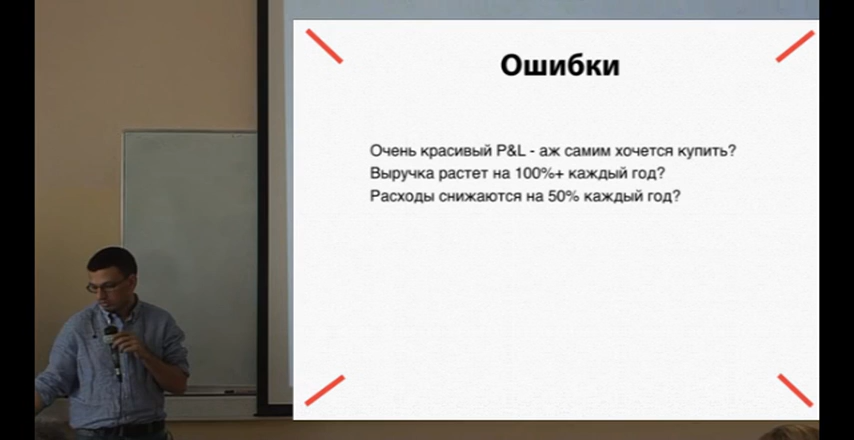 Ошибки
Очень красивый P&L - аж самим хочется купить?
Выручка растет на 100%+ каждый год?
Расходы снижаются на 50% каждый год?